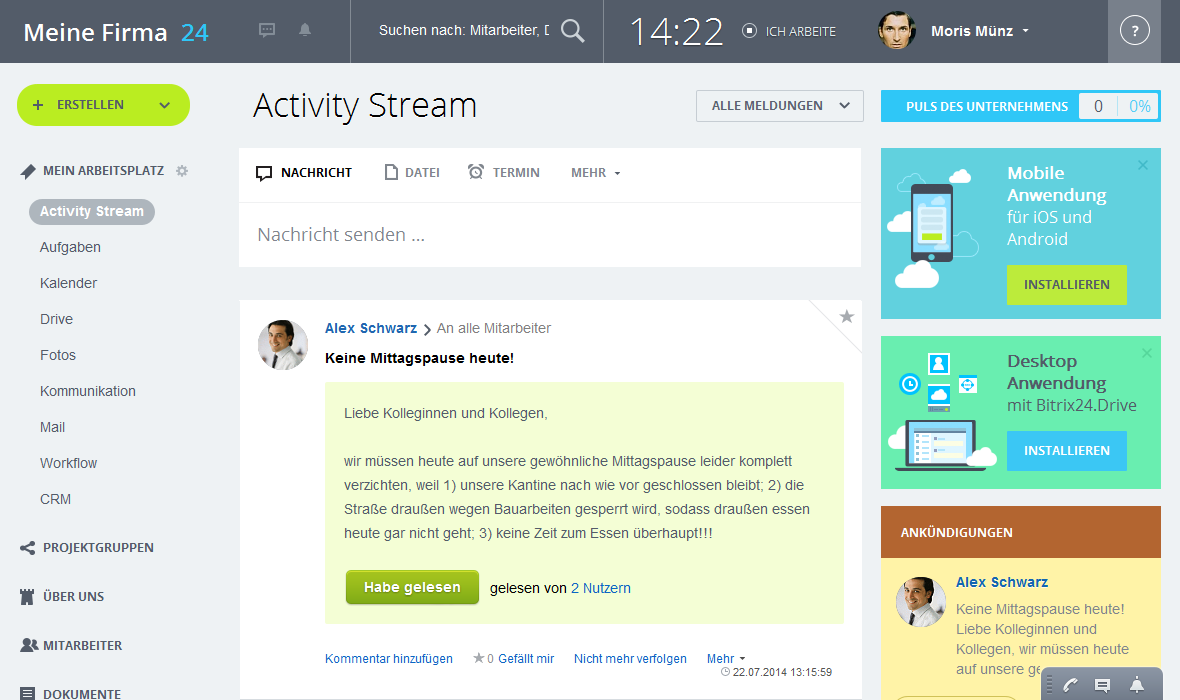 Meine Firma 24
Suchen nach: Mitarbeiter, D
14:22
ICH ARBEITE
Moris Münz
?
+ ERSTELLEN
Activity Stream
ALLE MELDUNGEN
PULS DES UNTERNEHMENS 0 0%
MEIN ARBEITSPLATZ
Activity Stream
Aufgaben
Kalender
Drive
Fotos
Kommunikation
Mail
Workflow
CRM
PROJEKTGRUPPEN
ÜBER UNS
MITARBEITER
DOKUMENTE
NACHRICHT
DATEI
TERMIN
MEHR
Nachricht senden ...
Alex Schwarz > An alle Mitarbeiter
Keine Mittagspause heute!
Liebe Kolleginnen und Kollegen,
wir müssen heute auf unsere gewöhnliche Mittagspause leider komplett
verzichten, weil 1) unsere Kantine nach wie vor geschlossen bleibt; 2) die
Straße draußen wegen Bauarbeiten gesperrt wird, sodass draußen essen
heute gar nicht geht; 3) keine Zeit zum Essen überhaupt!!!
Habe gelesen gelesen von 2 Nutzern
Kommentar hinzufügen ★0 Gefällt mir Nicht mehr verfolgen Mehr
22.07.2014 13:15:59
Mobile
Anwendung
für iOS und
Android
INSTALLIEREN
Desktop
Anwendung
mit Bitrix24.Drive
INSTALLIEREN
ANKÜNDIGUNGEN
Alex Schwarz
Keine Mittagspause heute!
Liebe Kolleginnen und
Kollegen, wir müssen heute
auf unsere ge